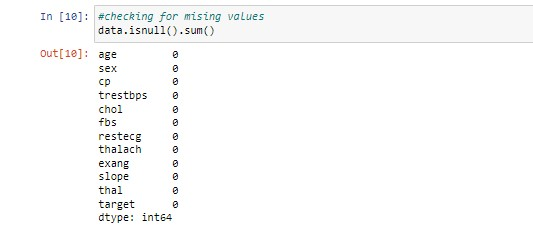 In [10]: #checking for mising values
data.isnull().sum()
Out[10]: age 0
sex 0
cp 0
trestbps 0
chol 0
fbs 0
restecg 0
thalach 0
exang 0
slope 0
thal 0
target 0
dtype: int64